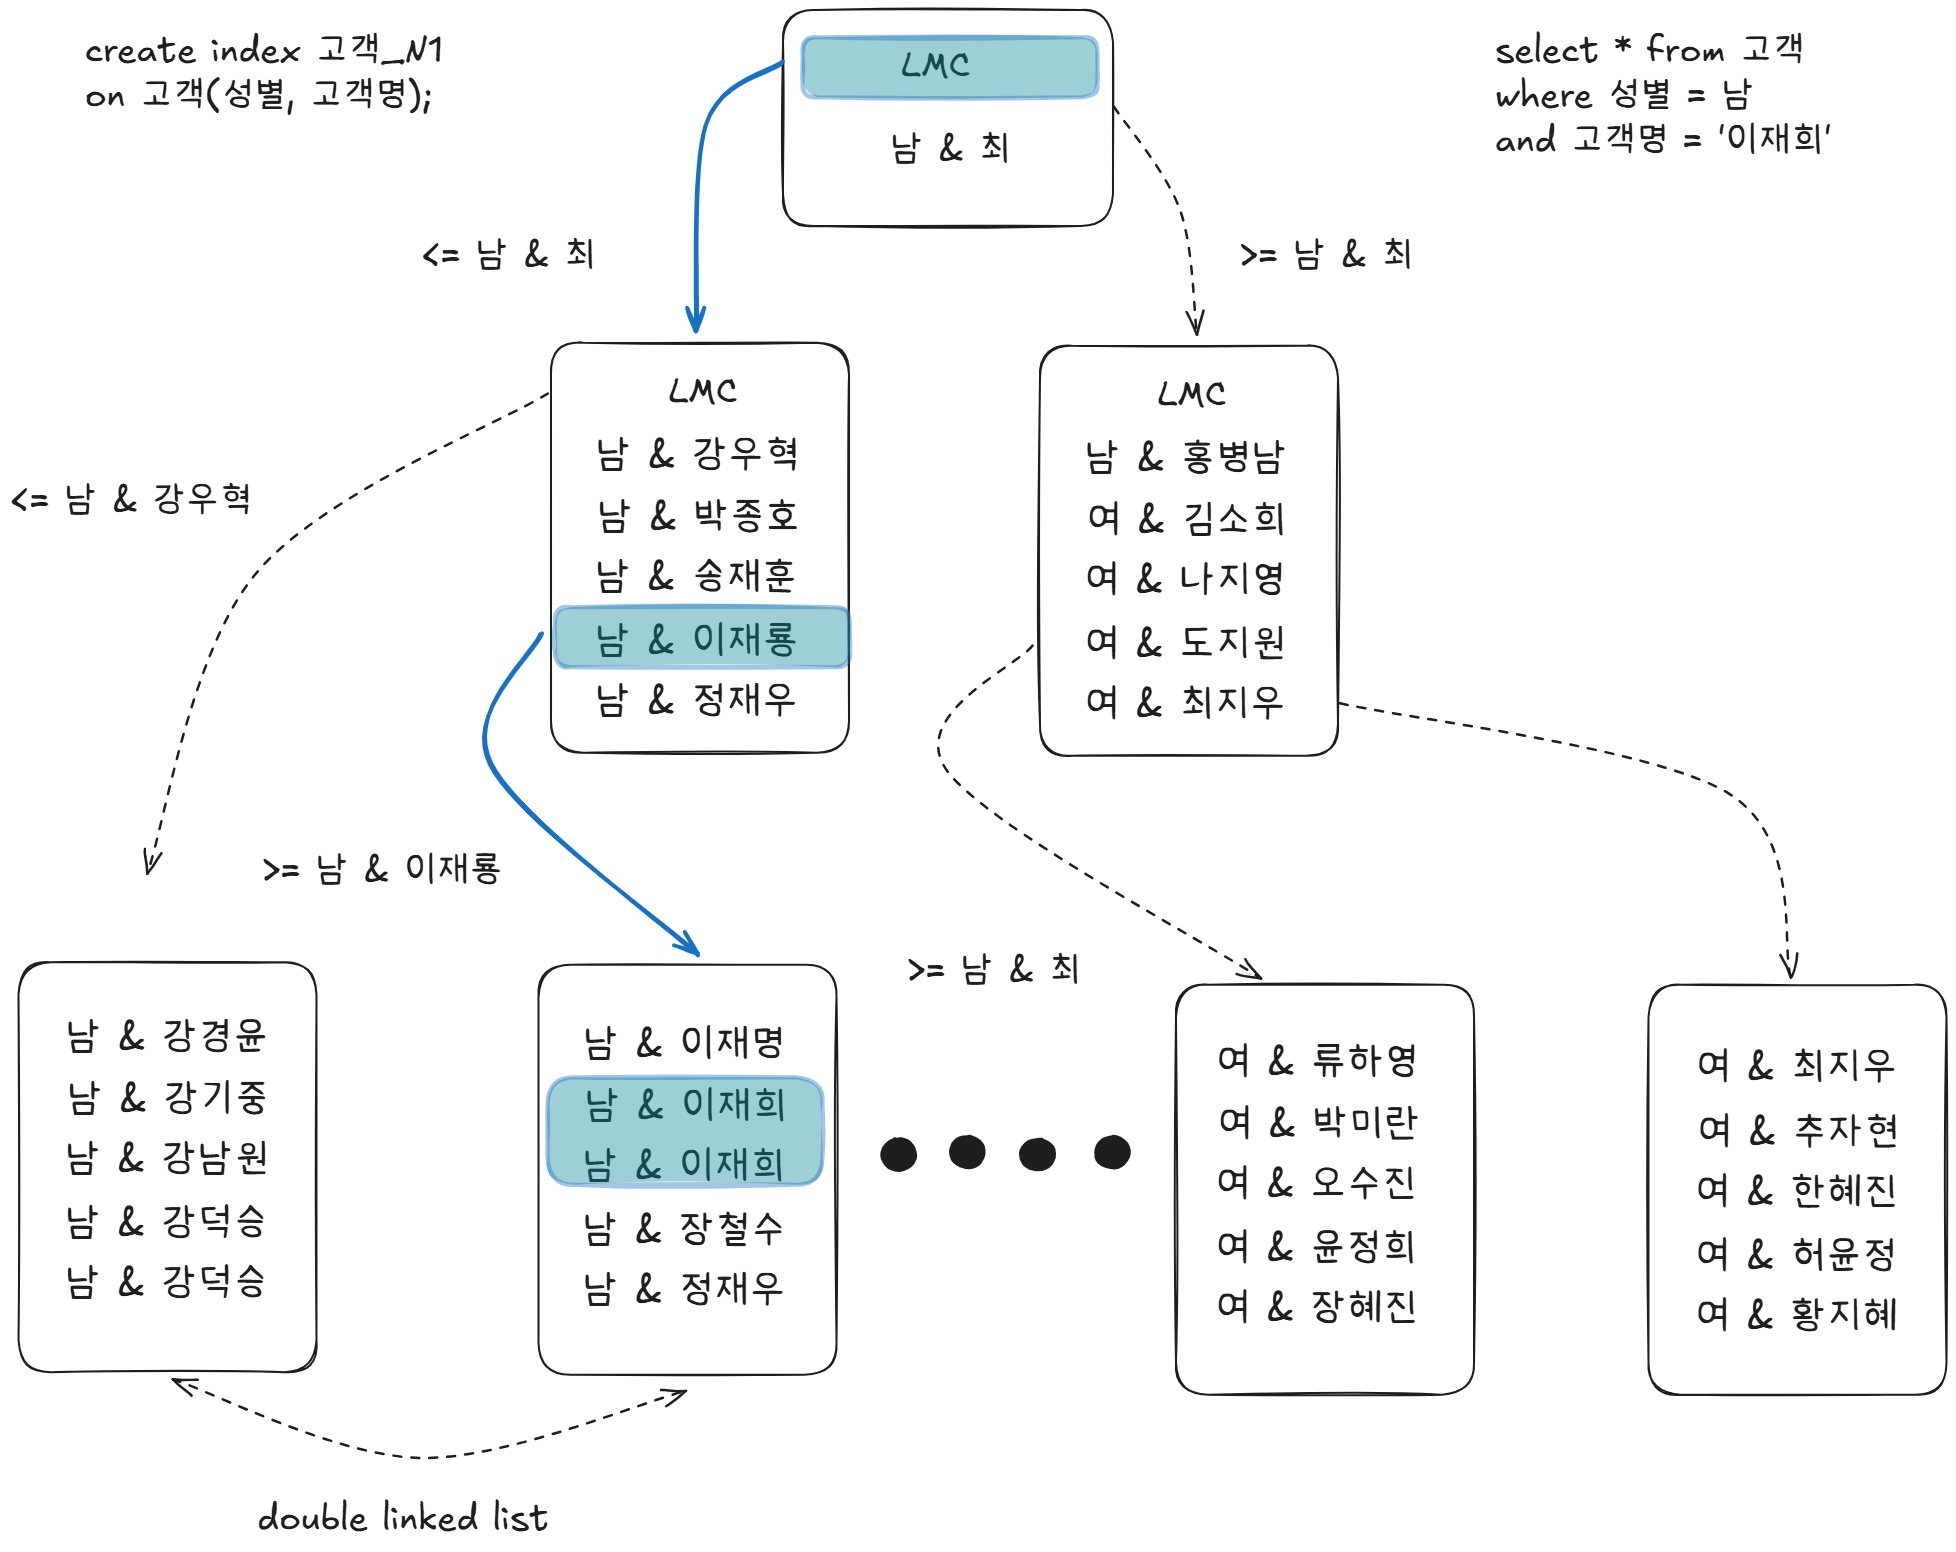 create index 고객_N1
on 고객(성별, 고객명);
LMC
남 & 최
select * from 고객
where 성별 = 남
and 고객명 = '이재희'
<= 남 & 최
>= 남 & 최
LMC
남 & 강우혁
남 & 박종호
남 & 송재훈
남 & 이재룡
남 & 정재우
LMC
남 & 홍병남
여 & 김소희
여 & 나지영
여 & 도지원
여 & 최지우
<= 남 & 강우혁
>= 남 & 이재룡
>= 남 & 최
남 & 강경윤
남 & 강기중
남 & 강남원
남 & 강덕승
남 & 강덕승
남 & 이재명
남 & 이재희
남 & 이재희
남 & 장철수
남 & 정재우
여 & 류하영
여 & 박미란
여 & 오수진
여 & 윤정희
여 & 장혜진
여 & 최지우
여 & 추자현
여 & 한혜진
여 & 허윤정
여 & 황지혜
double linked list